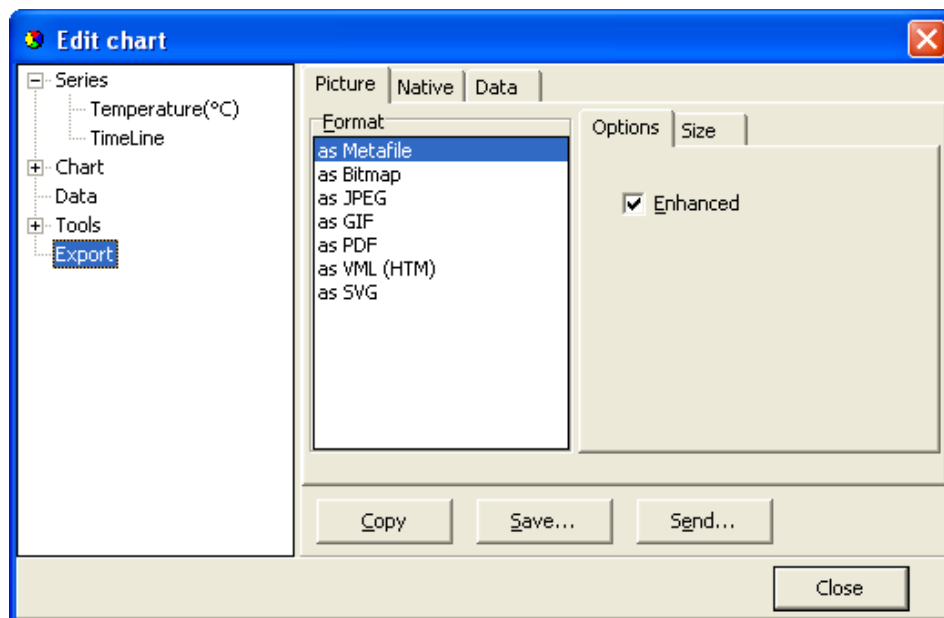 Edit chart
Series
Temperature(°C)
TimeLine
Chart
Data
Tools
Export
Picture Native Data
Format
as Metafile
as Bitmap
as JPEG
as GIF
as PDF
as VML (HTM)
as SVG
Options Size
Enhanced
Copy Save... Send...
Close